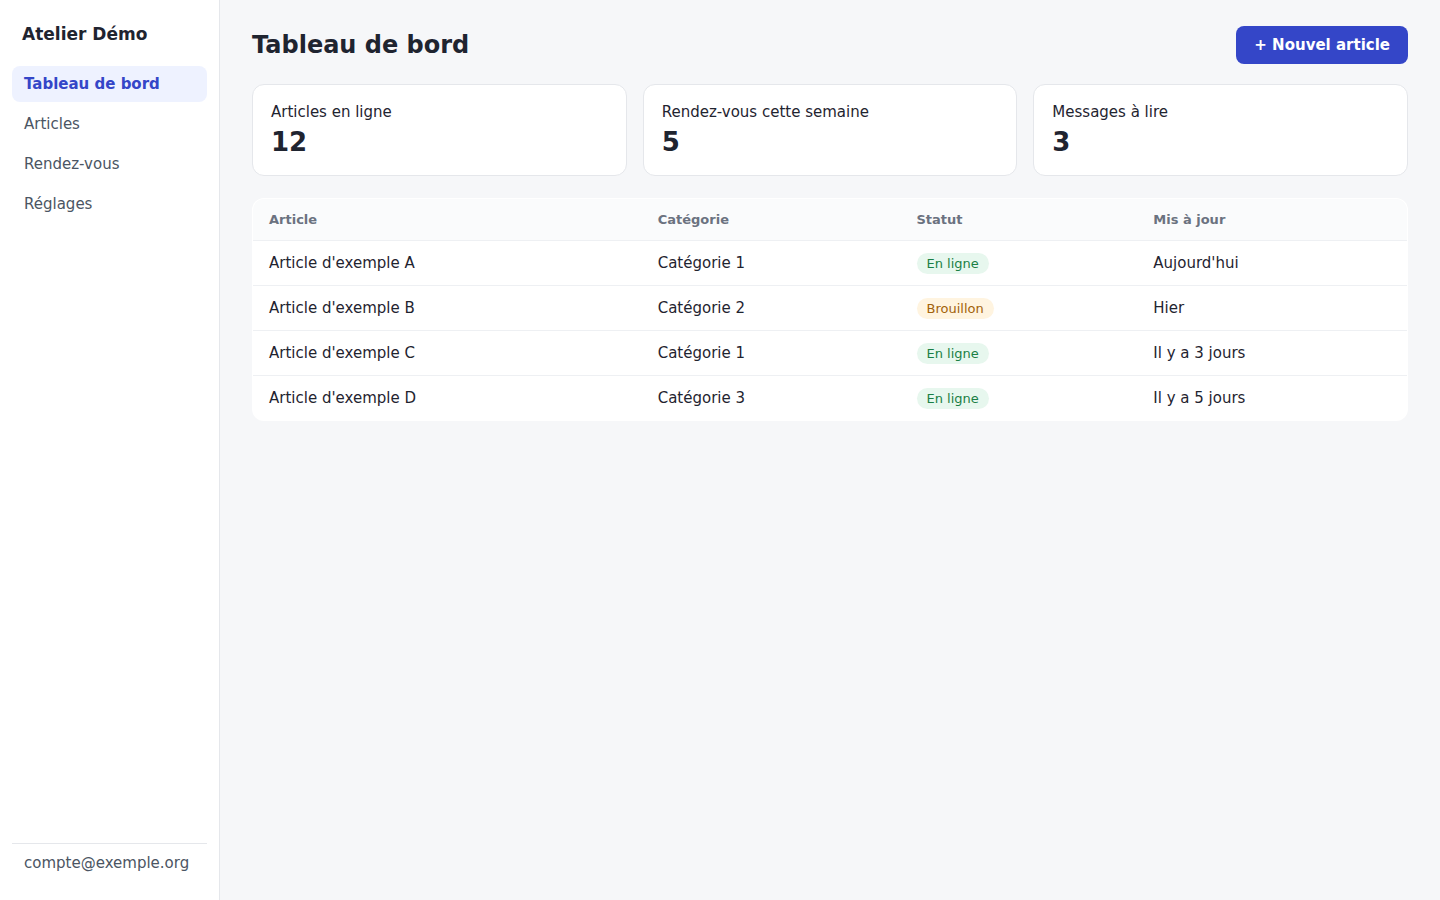 Atelier Démo
Tableau de bord
Articles
Rendez-vous
Réglages
compte@exemple.org
Tableau de bord
+ Nouvel article
Articles en ligne
12
Rendez-vous cette semaine
5
Messages à lire
3
Article Catégorie Statut Mis à jour
Article d'exemple A Catégorie 1 En ligne Aujourd'hui
Article d'exemple B Catégorie 2 Brouillon Hier
Article d'exemple C Catégorie 1 En ligne Il y a 3 jours
Article d'exemple D Catégorie 3 En ligne Il y a 5 jours